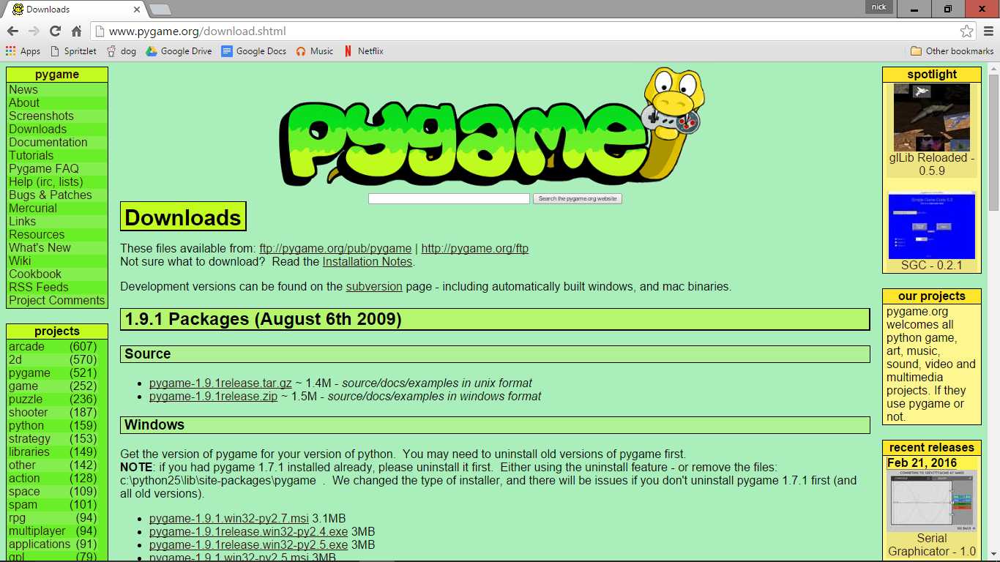 Downloads
nick
www.pygame.org/download.shtml
Apps
Spritzlet
dog
Google Drive
Google Docs
Music
Netflix
Other bookmarks
pygame
News
About
Screenshots
Downloads
Documentation
Tutorials
Pygame FAQ
Help (irc, lists)
Bugs & Patches
Mercurial
Links
Resources
What's New
Wiki
Cookbook
RSS Feeds
Project Comments
projects
arcade (607)
2d (570)
pygame (521)
game (252)
puzzle (236)
shooter (187)
python (159)
strategy (153)
libraries (149)
other (142)
action (128)
space (109)
spam (101)
rpg (94)
multiplayer (94)
applications (91)
gpl (79)
pygame
Search the pygame.org website
Downloads
These files available from: ftp://pygame.org/pub/pygame | http://pygame.org/ftp
Not sure what to download? Read the Installation Notes.
Development versions can be found on the subversion page - including automatically built windows, and mac binaries.
1.9.1 Packages (August 6th 2009)
Source
pygame-1.9.1release.tar.gz ~ 1.4M - source/docs/examples in unix format
pygame-1.9.1release.zip ~ 1.5M - source/docs/examples in windows format
Windows
Get the version of pygame for your version of python. You may need to uninstall old versions of pygame first.
NOTE: if you had pygame 1.7.1 installed already, please uninstall it first. Either using the uninstall feature - or remove the files:
c:\python25\lib\site-packages\pygame . We changed the type of installer, and there will be issues if you don't uninstall pygame 1.7.1 first (and
all old versions).
pygame-1.9.1.win32-py2.7.msi 3.1MB
pygame-1.9.1release.win32-py2.4.exe 3MB
pygame-1.9.1release.win32-py2.5.exe 3MB
pygame-1.9.1.win32-py2.5.msi 3MB
spotlight
glLib Reloaded -
0.5.9
SGC - 0.2.1
our projects
pygame.org
welcomes all
python game,
art, music,
sound, video and
multimedia
projects. If they
use pygame or
not.
recent releases
Feb 21, 2016
Serial
Graphicator - 1.0